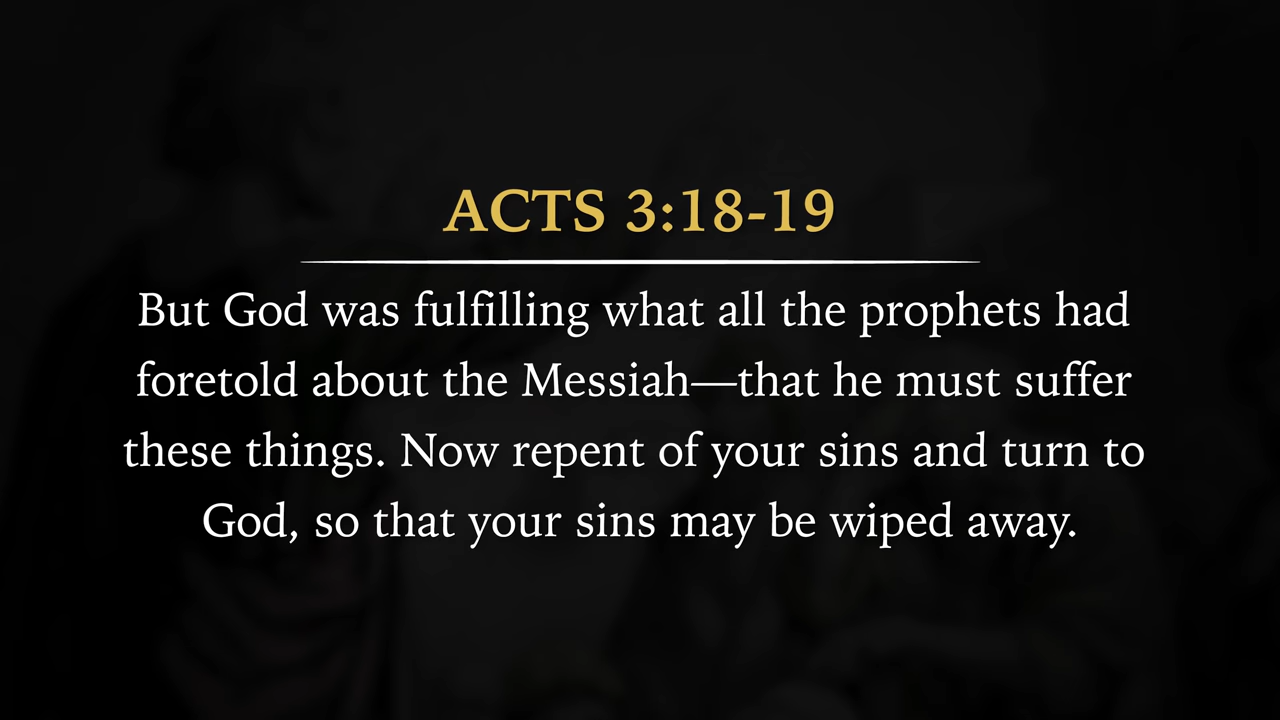 ACTS 3:18-19
But God was fulfilling what all the prophets had
foretold about the Messiah—that he must suffer
these things. Now repent of your sins and turn to
God, so that your sins may be wiped away.